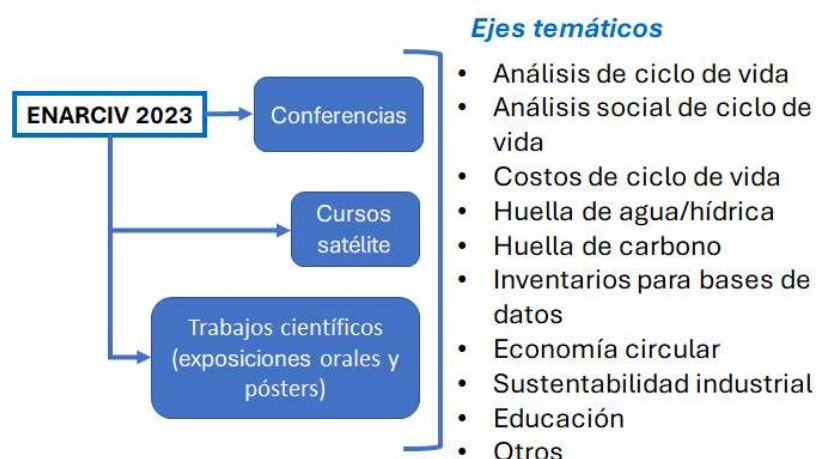 Ejes temáticos
ENARCIV 2023
Conferencias
Cursos
satélite
Trabajos científicos
(exposiciones orales y
pósters)
• Análisis de ciclo de vida
• Análisis social de ciclo de
vida
• Costos de ciclo de vida
• Huella de agua/hídrica
• Huella de carbono
• Inventarios para bases de
datos
• Economía circular
• Sustentabilidad industrial
• Educación
• Otros